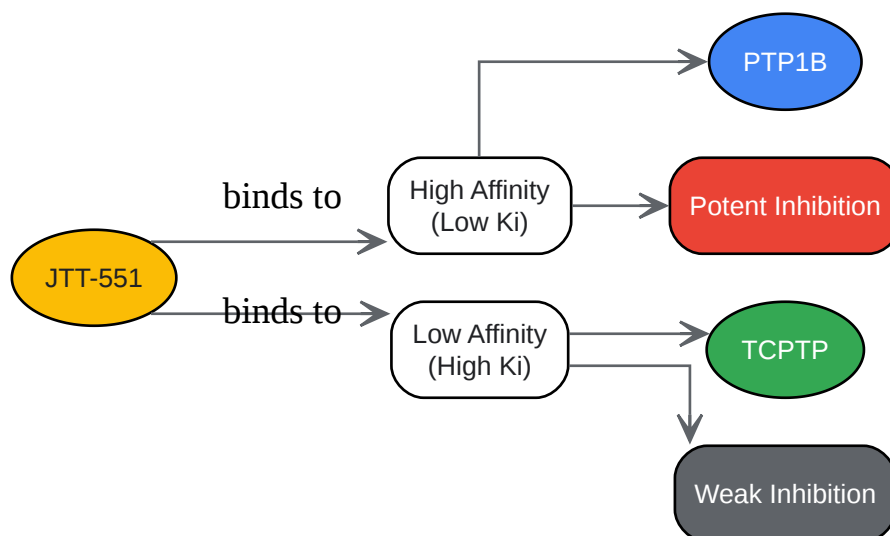 PTP1B
binds to
High Affinity
(Low Ki)
Potent Inhibition
JTT-551
binds to
Low Affinity
(High Ki)
TCPTP
Weak Inhibition